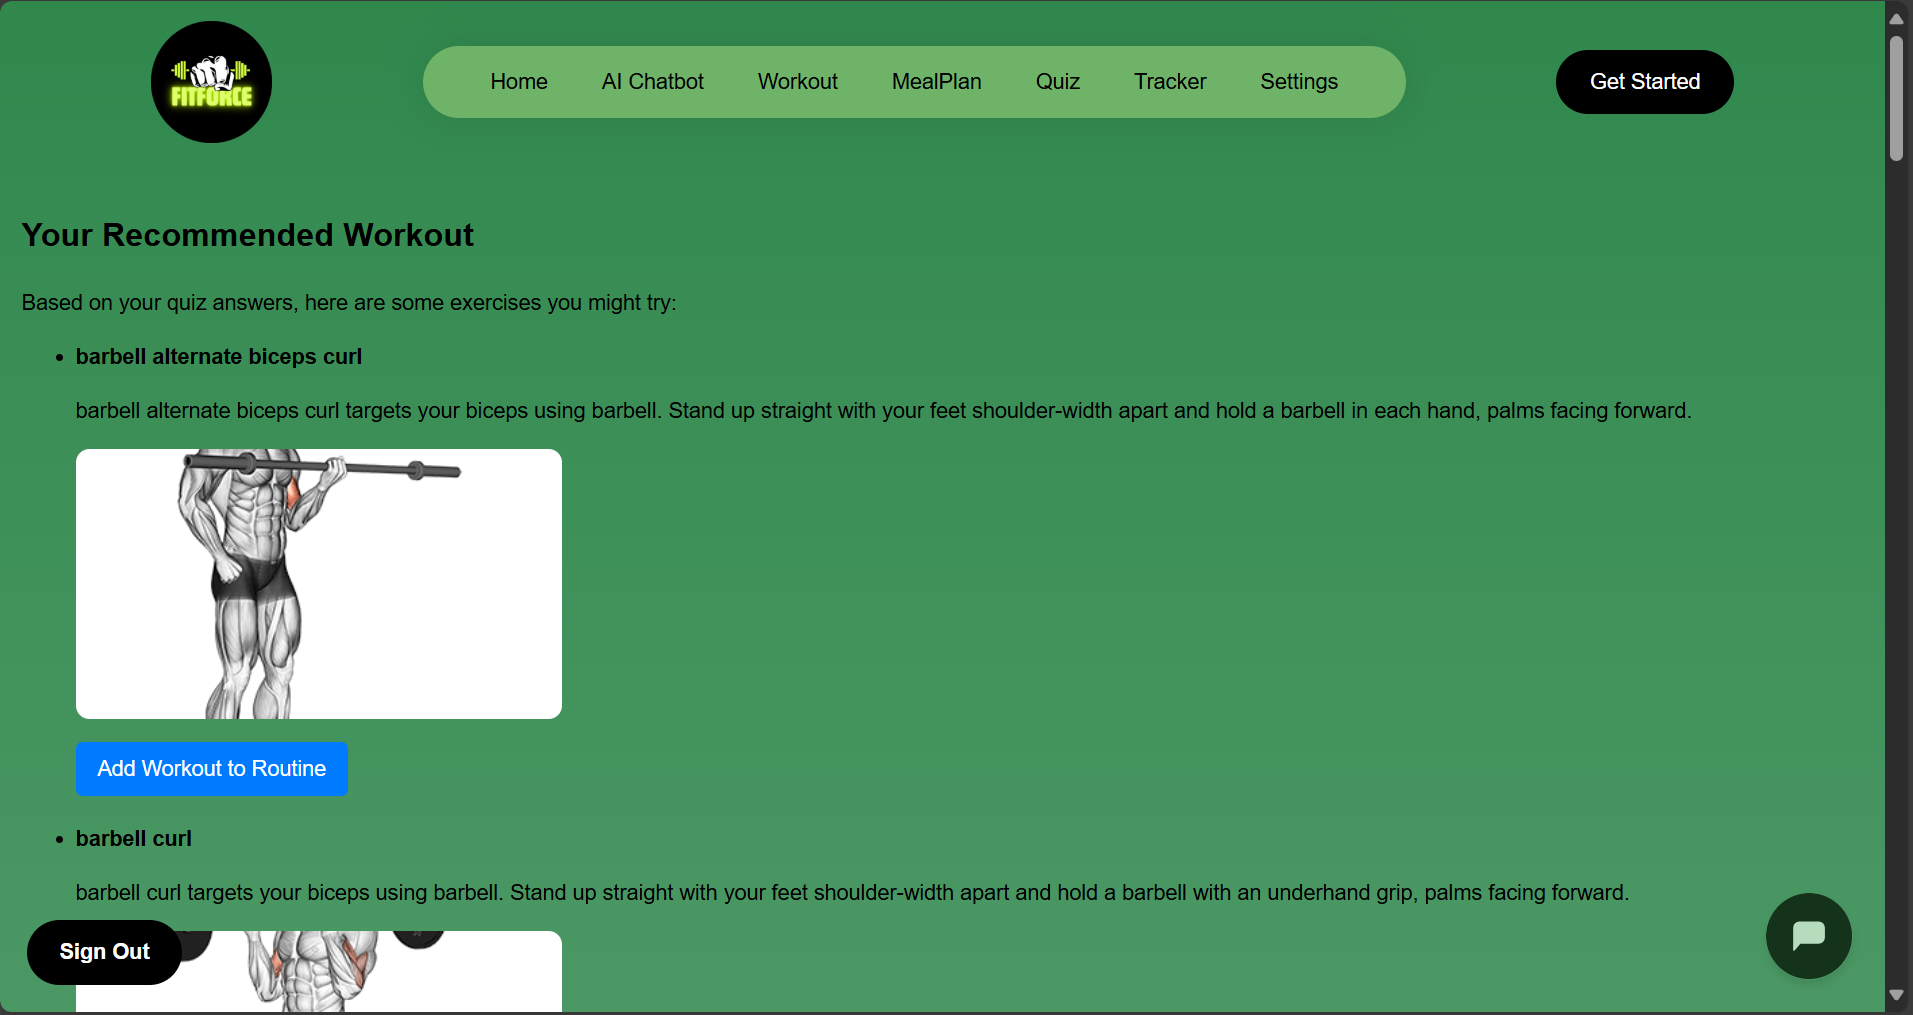 FITFORCE
Home
AI Chatbot
Workout
MealPlan
Quiz
Tracker
Settings
Get Started
Your Recommended Workout
Based on your quiz answers, here are some exercises you might try:
barbell alternate biceps curl
barbell alternate biceps curl targets your biceps using barbell. Stand up straight with your feet shoulder-width apart and hold a barbell in each hand, palms facing forward.
Add Workout to Routine
barbell curl
barbell curl targets your biceps using barbell. Stand up straight with your feet shoulder-width apart and hold a barbell with an underhand grip, palms facing forward.
Sign Out